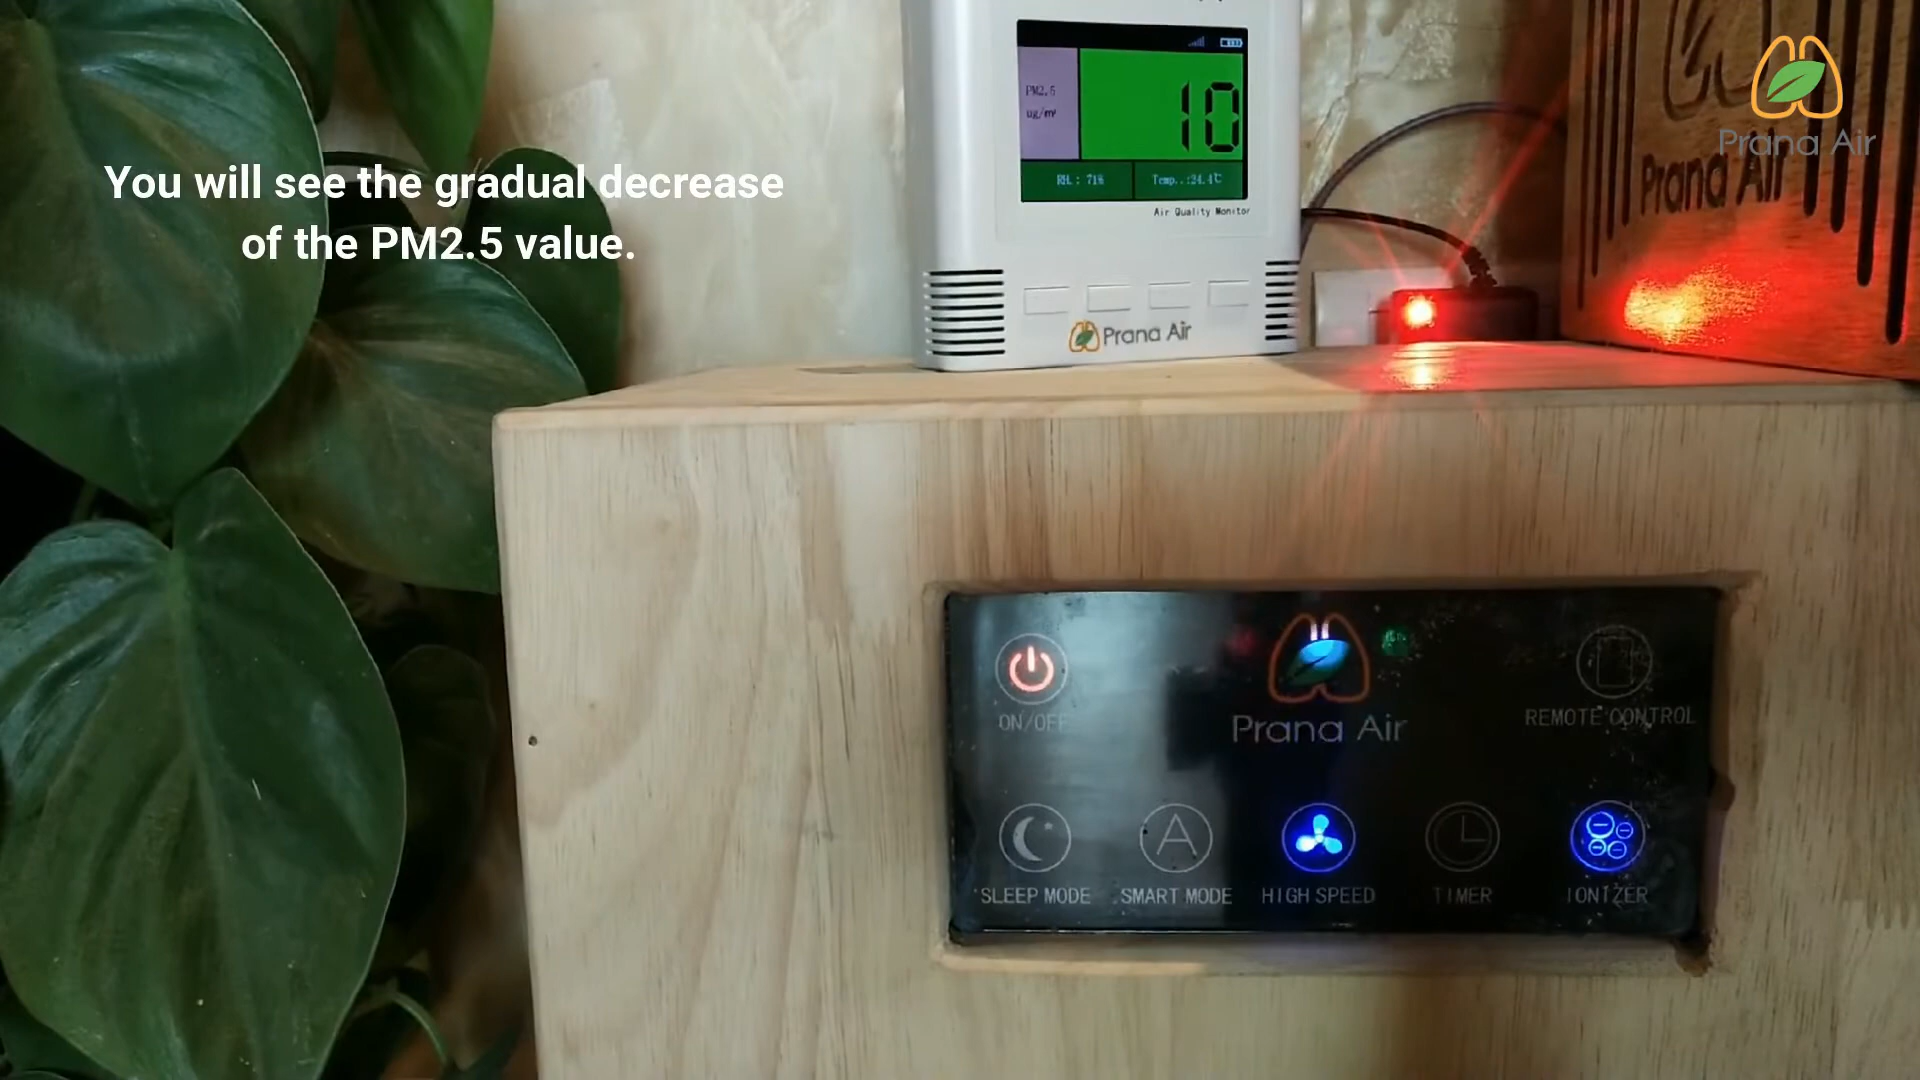 You will see the gradual decrease
of the PM2.5 value.
PM2.5
ug/m³
10
RH.: 71%
Temp.:24.4℃
Air Quality Monitor
Prana Air
Prana Air
Prana Air
ON/OFF
Prana Air
REMOTE CONTROL
SLEEP MODE
SMART MODE
HIGH SPEED
TIMER
IONIZER